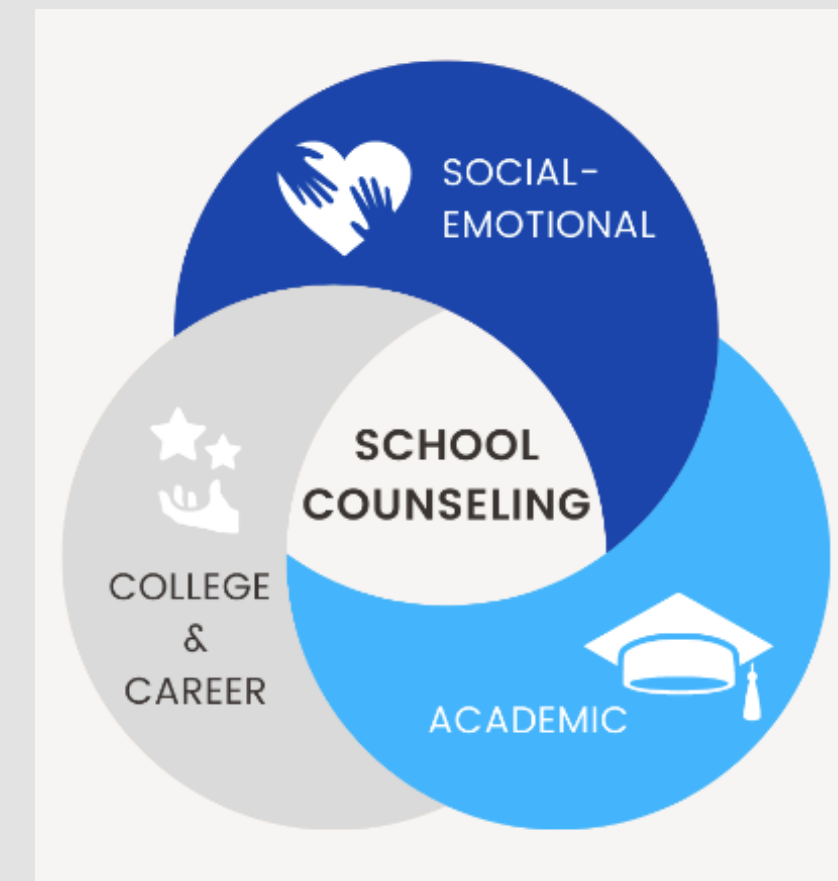 SOCIAL-
EMOTIONAL
SCHOOL
COUNSELING
COLLEGE
&
CAREER
ACADEMIC